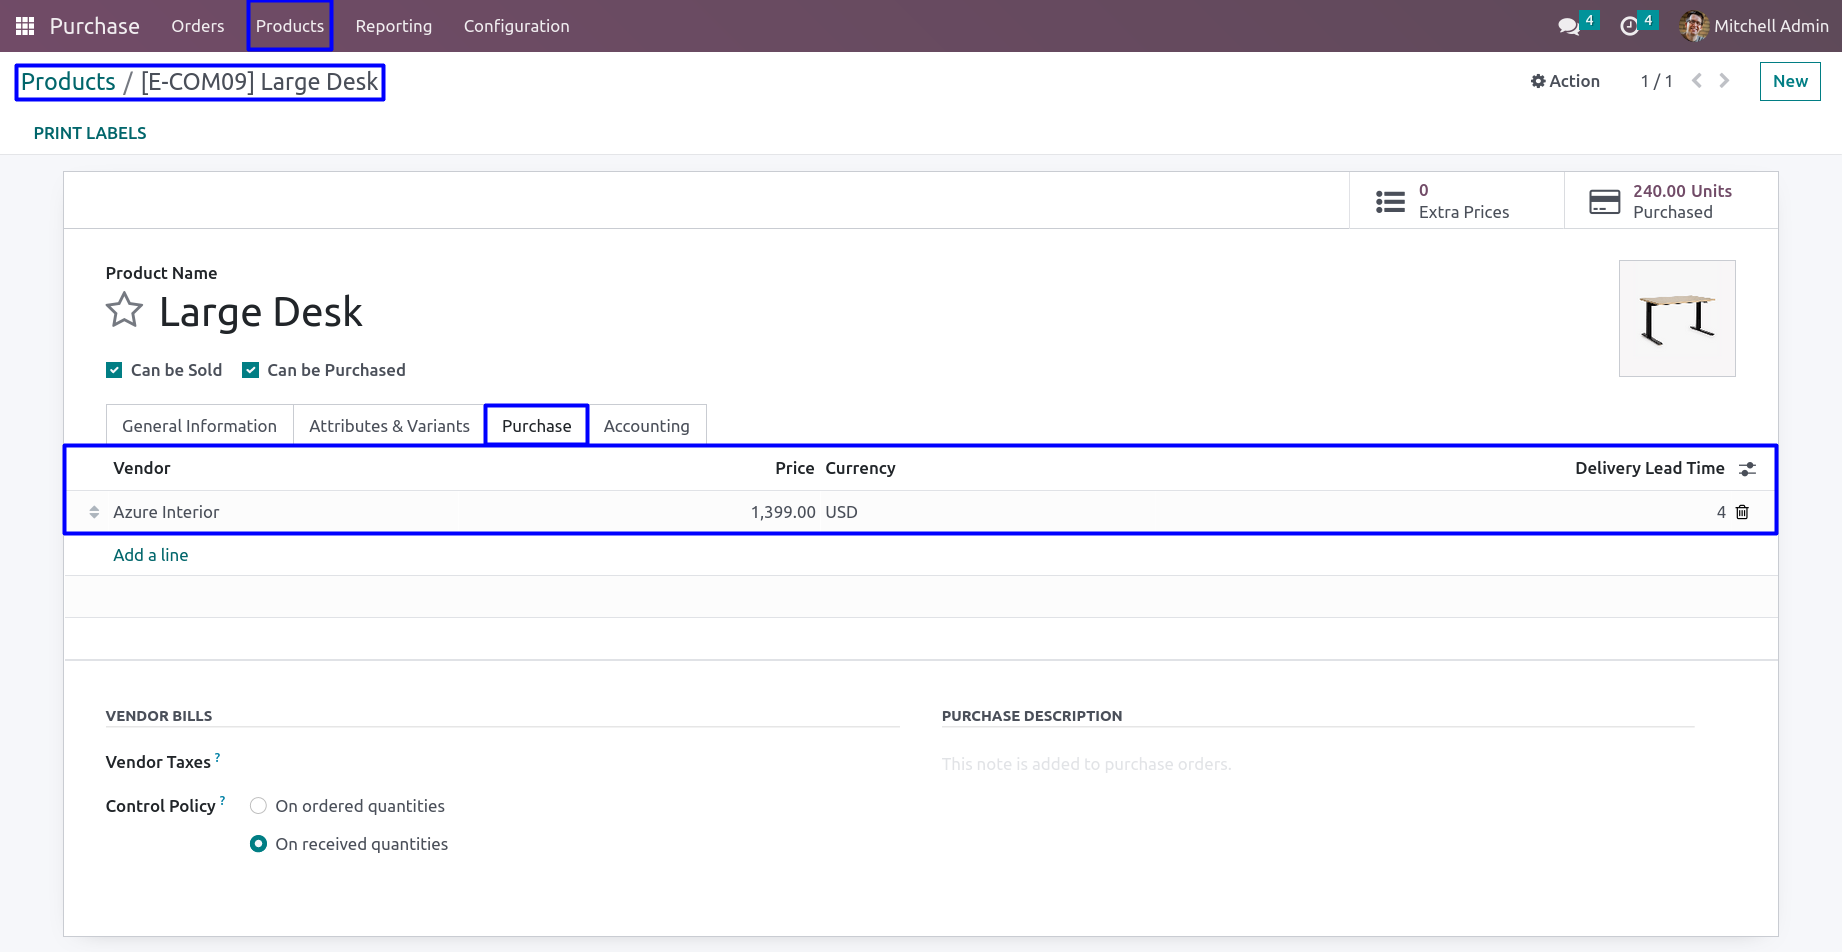 Purchase Orders Products Reporting Configuration 4 4 Mitchell Admin
Products / [E-COM09] Large Desk Action 1 / 1 New
PRINT LABELS
0 240.00 Units
Extra Prices Purchased
Product Name
Large Desk
Can be Sold Can be Purchased
General Information Attributes & Variants Purchase Accounting
Vendor Price Currency Delivery Lead Time
Azure Interior 1,399.00 USD 4
Add a line
VENDOR BILLS PURCHASE DESCRIPTION
Vendor Taxes ? This note is added to purchase orders.
Control Policy ? On ordered quantities
On received quantities